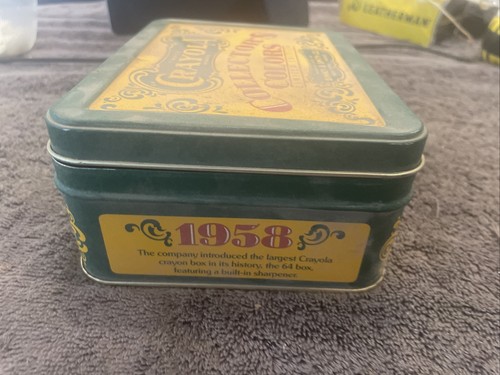 CRAYOLA
COLLECTOR'S
COLORS
LEATHERMAN
1958
The company introduced the largest Crayola
crayon box in its history, the 64 box,
featuring a built-in sharpener.